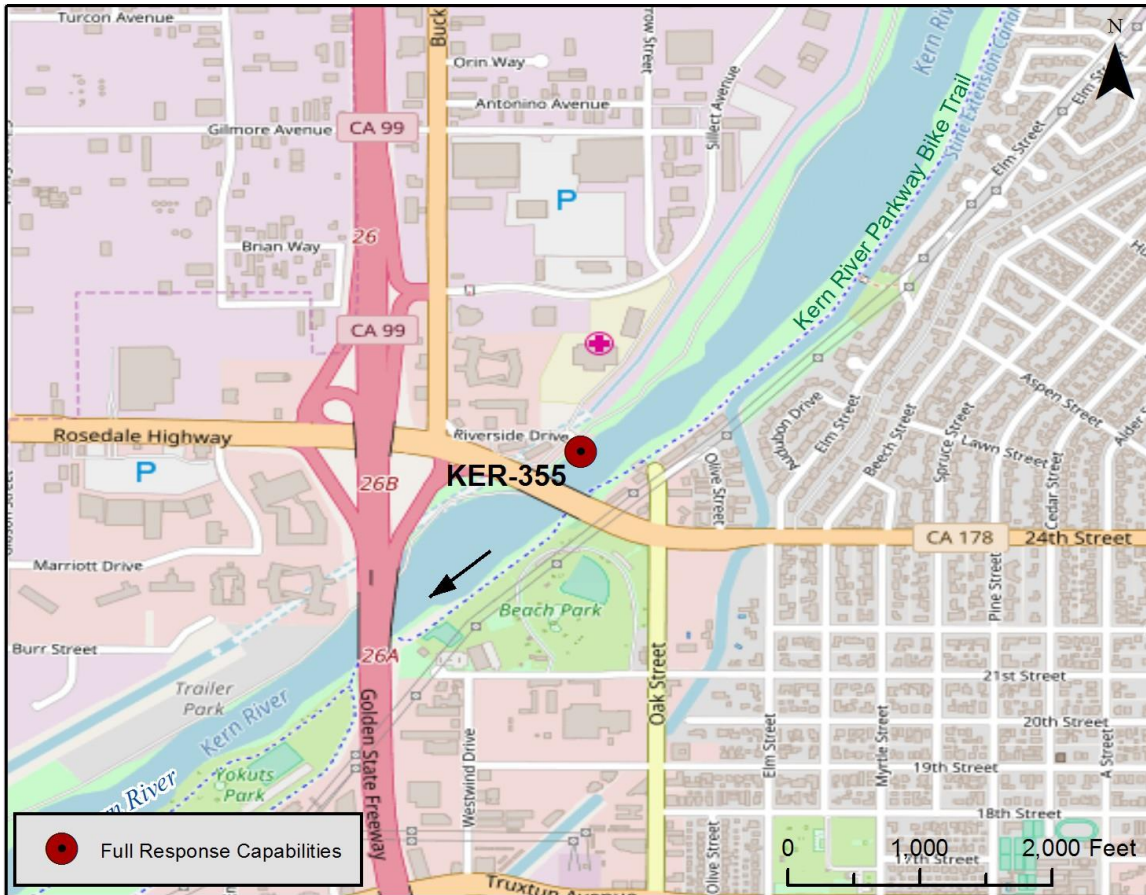 Turcon Avenue
Buck
Orin Way
Antonino Avenue
Gilmore Avenue
CA 99
Sillect Avenue
row Street
Kern River
Stine Extension Canal
Kern River Parkway Bike Trail
Elm Street
Elm Street
N
P
Brian Way
26
CA 99
Rosedale Highway
Riverside Drive
KER-355
P
26B
Audubon Drive
Elm Street
Beech Street
Spruce Street
Lawn Street
Aspen Street
Cedar Street
Alder
Olive Street
CA 178
24th Street
Marriott Drive
Beach Park
Pine Street
Burr Street
26A
Trailer
Park
Kern River
Golden State Freeway
Oak Street
21st Street
20th Street
19th Street
18th Street
17th Street
Westwind Drive
Elm Street
Myrtle Street
A Street
Olive Street
Yokuts
Park
River
Truxtun Avenue
Full Response Capabilities
0 1,000 2,000 Feet